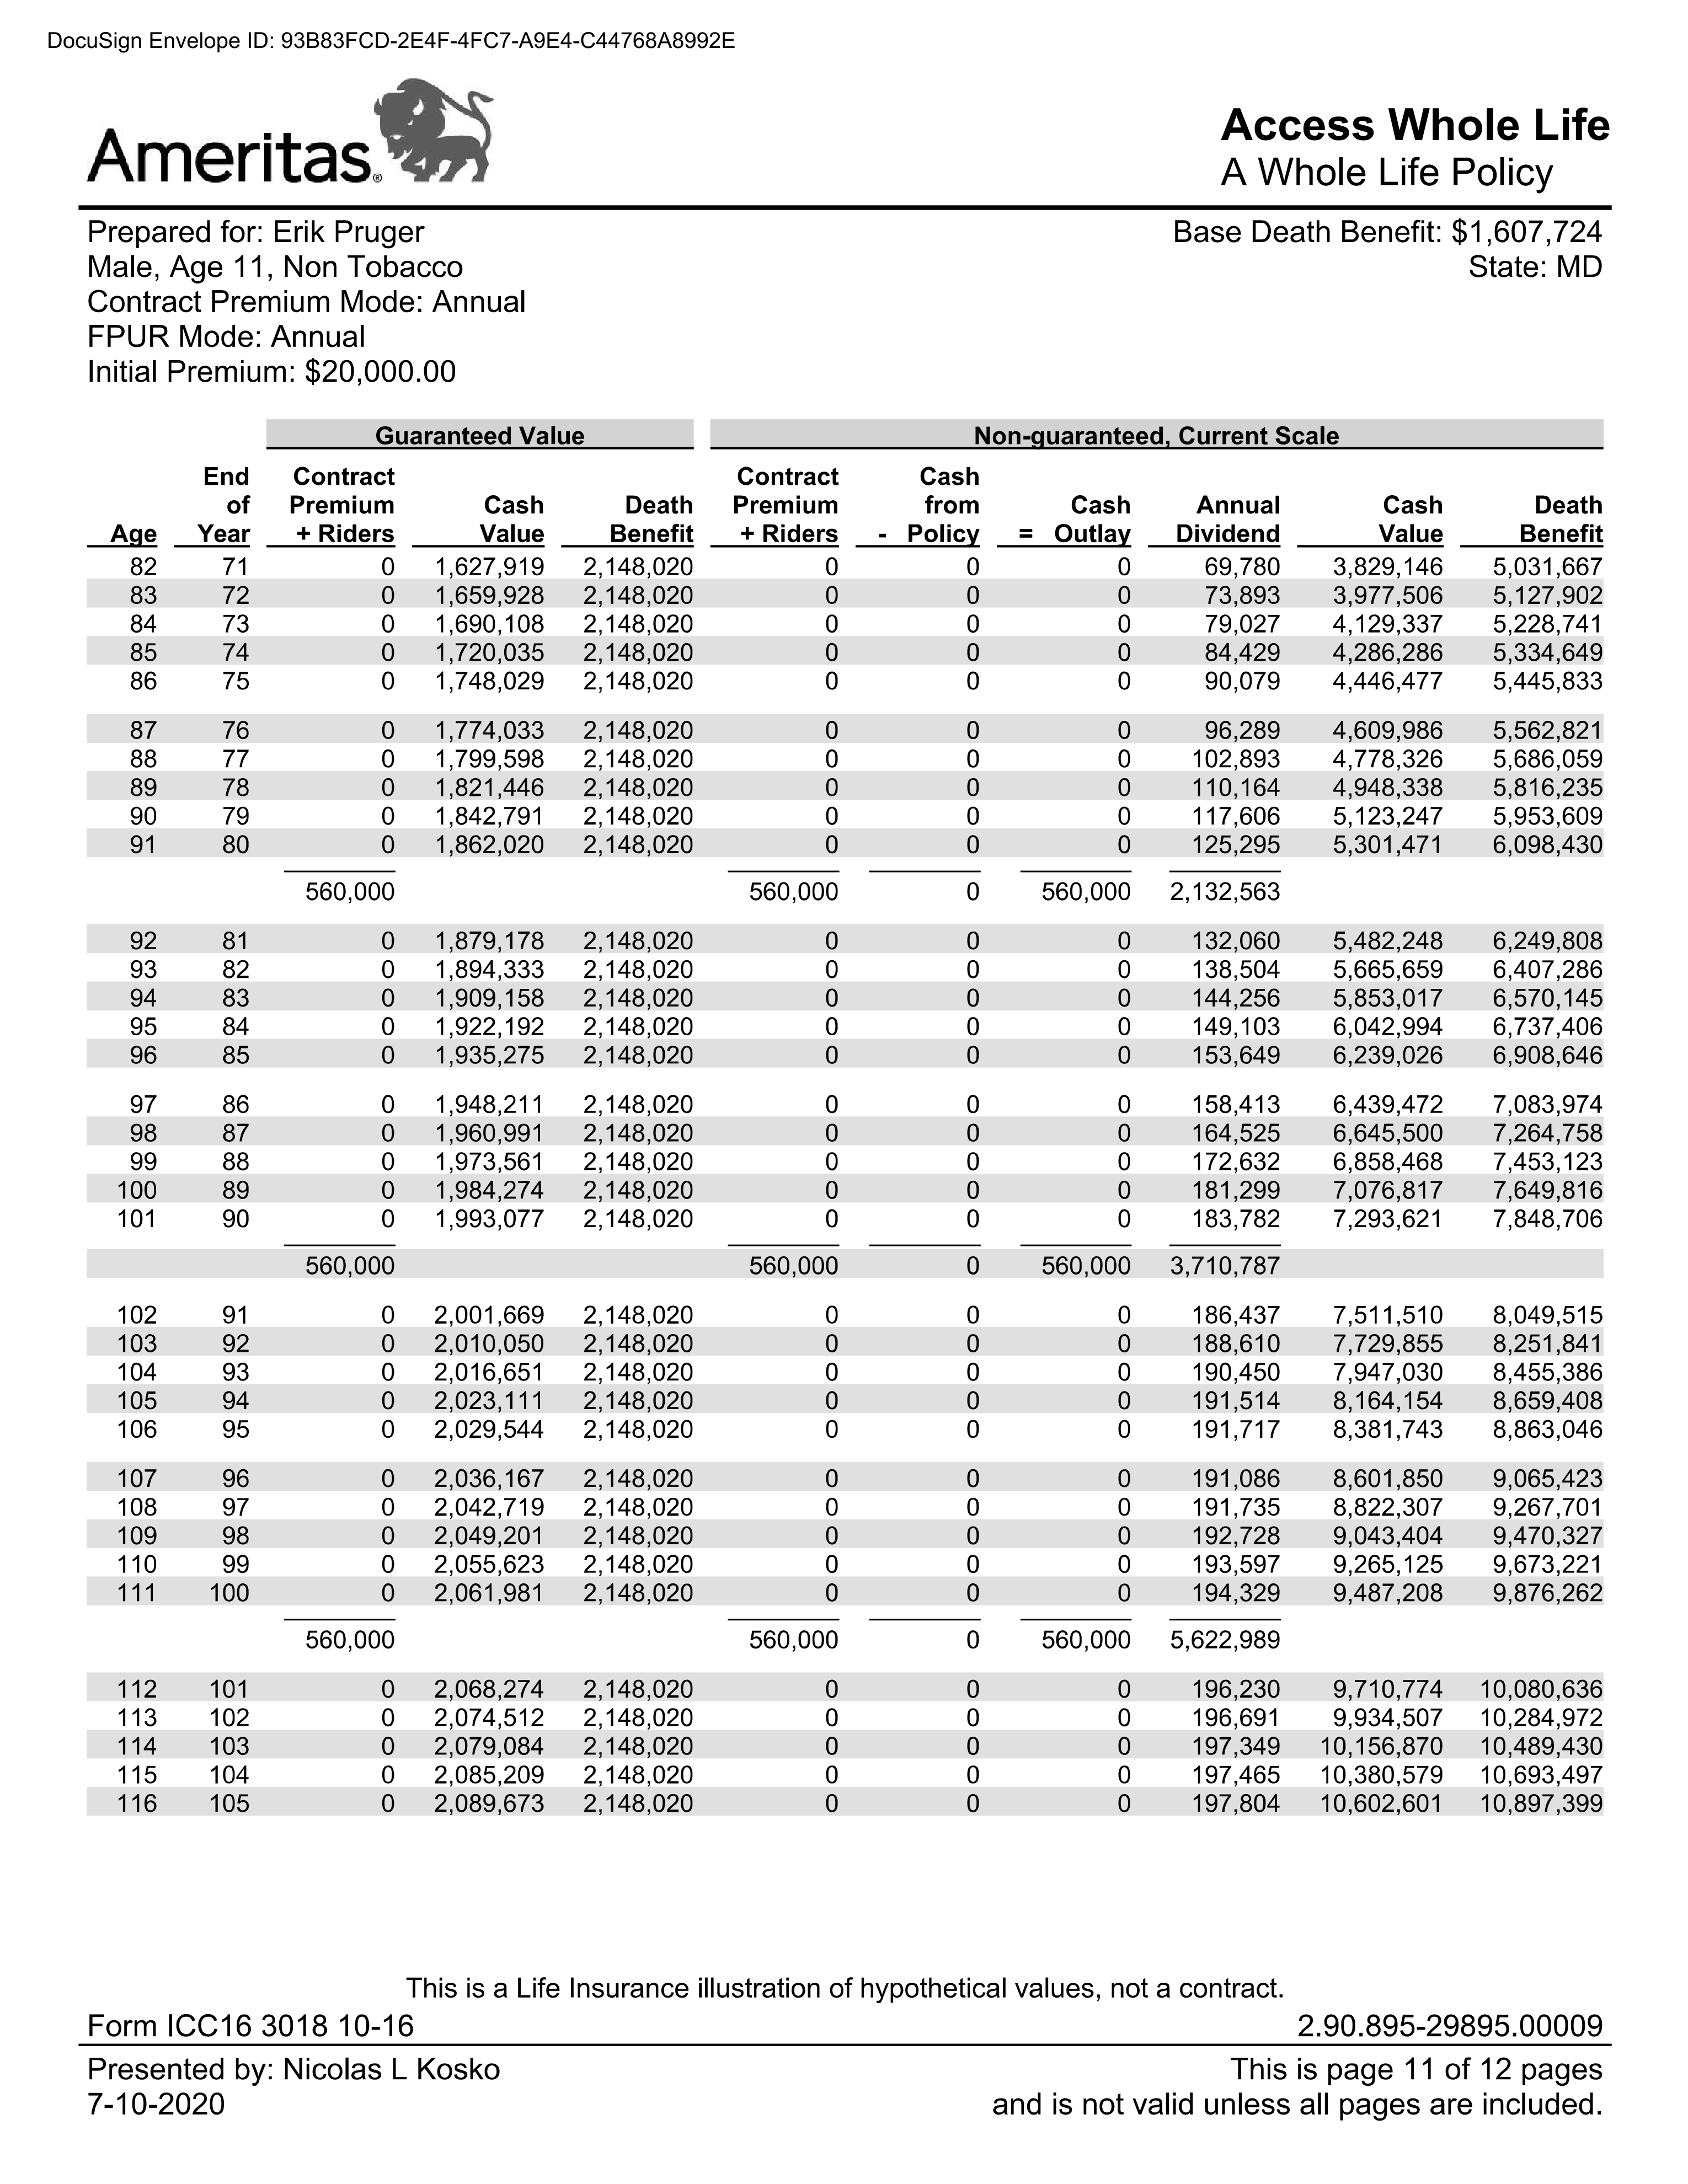 DocuSign Envelope ID: 93B83FCD-2E4F-4FC7-A9E4-C44768A8992E
Ameritas®
Access Whole Life
A Whole Life Policy
Prepared for: Erik Pruger
Male, Age 11, Non Tobacco
Contract Premium Mode: Annual
FPUR Mode: Annual
Initial Premium: $20,000.00
Base Death Benefit: $1,607,724
State: MD
Guaranteed Value Non-guaranteed, Current Scale
End Contract Contract Cash
of Premium Cash Death Premium from Cash Annual Cash Death
Age Year + Riders Value Benefit + Riders - Policy = Outlay Dividend Value Benefit
82 71 0 1,627,919 2,148,020 0 0 0 69,780 3,829,146 5,031,667
83 72 0 1,659,928 2,148,020 0 0 0 73,893 3,977,506 5,127,902
84 73 0 1,690,108 2,148,020 0 0 0 79,027 4,129,337 5,228,741
85 74 0 1,720,035 2,148,020 0 0 0 84,429 4,286,286 5,334,649
86 75 0 1,748,029 2,148,020 0 0 0 90,079 4,446,477 5,445,833
87 76 0 1,774,033 2,148,020 0 0 0 96,289 4,609,986 5,562,821
88 77 0 1,799,598 2,148,020 0 0 0 102,893 4,778,326 5,686,059
89 78 0 1,821,446 2,148,020 0 0 0 110,164 4,948,338 5,816,235
90 79 0 1,842,791 2,148,020 0 0 0 117,606 5,123,247 5,953,609
91 80 0 1,862,020 2,148,020 0 0 0 125,295 5,301,471 6,098,430
560,000 560,000 0 560,000 2,132,563
92 81 0 1,879,178 2,148,020 0 0 0 132,060 5,482,248 6,249,808
93 82 0 1,894,333 2,148,020 0 0 0 138,504 5,665,659 6,407,286
94 83 0 1,909,158 2,148,020 0 0 0 144,256 5,853,017 6,570,145
95 84 0 1,922,192 2,148,020 0 0 0 149,103 6,042,994 6,737,406
96 85 0 1,935,275 2,148,020 0 0 0 153,649 6,239,026 6,908,646
97 86 0 1,948,211 2,148,020 0 0 0 158,413 6,439,472 7,083,974
98 87 0 1,960,991 2,148,020 0 0 0 164,525 6,645,500 7,264,758
99 88 0 1,973,561 2,148,020 0 0 0 172,632 6,858,468 7,453,123
100 89 0 1,984,274 2,148,020 0 0 0 181,299 7,076,817 7,649,816
101 90 0 1,993,077 2,148,020 0 0 0 183,782 7,293,621 7,848,706
560,000 560,000 0 560,000 3,710,787
102 91 0 2,001,669 2,148,020 0 0 0 186,437 7,511,510 8,049,515
103 92 0 2,010,050 2,148,020 0 0 0 188,610 7,729,855 8,251,841
104 93 0 2,016,651 2,148,020 0 0 0 190,450 7,947,030 8,455,386
105 94 0 2,023,111 2,148,020 0 0 0 191,514 8,164,154 8,659,408
106 95 0 2,029,544 2,148,020 0 0 0 191,717 8,381,743 8,863,046
107 96 0 2,036,167 2,148,020 0 0 0 191,086 8,601,850 9,065,423
108 97 0 2,042,719 2,148,020 0 0 0 191,735 8,822,307 9,267,701
109 98 0 2,049,201 2,148,020 0 0 0 192,728 9,043,404 9,470,327
110 99 0 2,055,623 2,148,020 0 0 0 193,597 9,265,125 9,673,221
111 100 0 2,061,981 2,148,020 0 0 0 194,329 9,487,208 9,876,262
560,000 560,000 0 560,000 5,622,989
112 101 0 2,068,274 2,148,020 0 0 0 196,230 9,710,774 10,080,636
113 102 0 2,074,512 2,148,020 0 0 0 196,691 9,934,507 10,284,972
114 103 0 2,079,084 2,148,020 0 0 0 197,349 10,156,870 10,489,430
115 104 0 2,085,209 2,148,020 0 0 0 197,465 10,380,579 10,693,497
116 105 0 2,089,673 2,148,020 0 0 0 197,804 10,602,601 10,897,399
This is a Life Insurance illustration of hypothetical values, not a contract.
Form ICC16 3018 10-16 2.90.895-29895.00009
Presented by: Nicolas L Kosko This is page 11 of 12 pages
7-10-2020 and is not valid unless all pages are included.